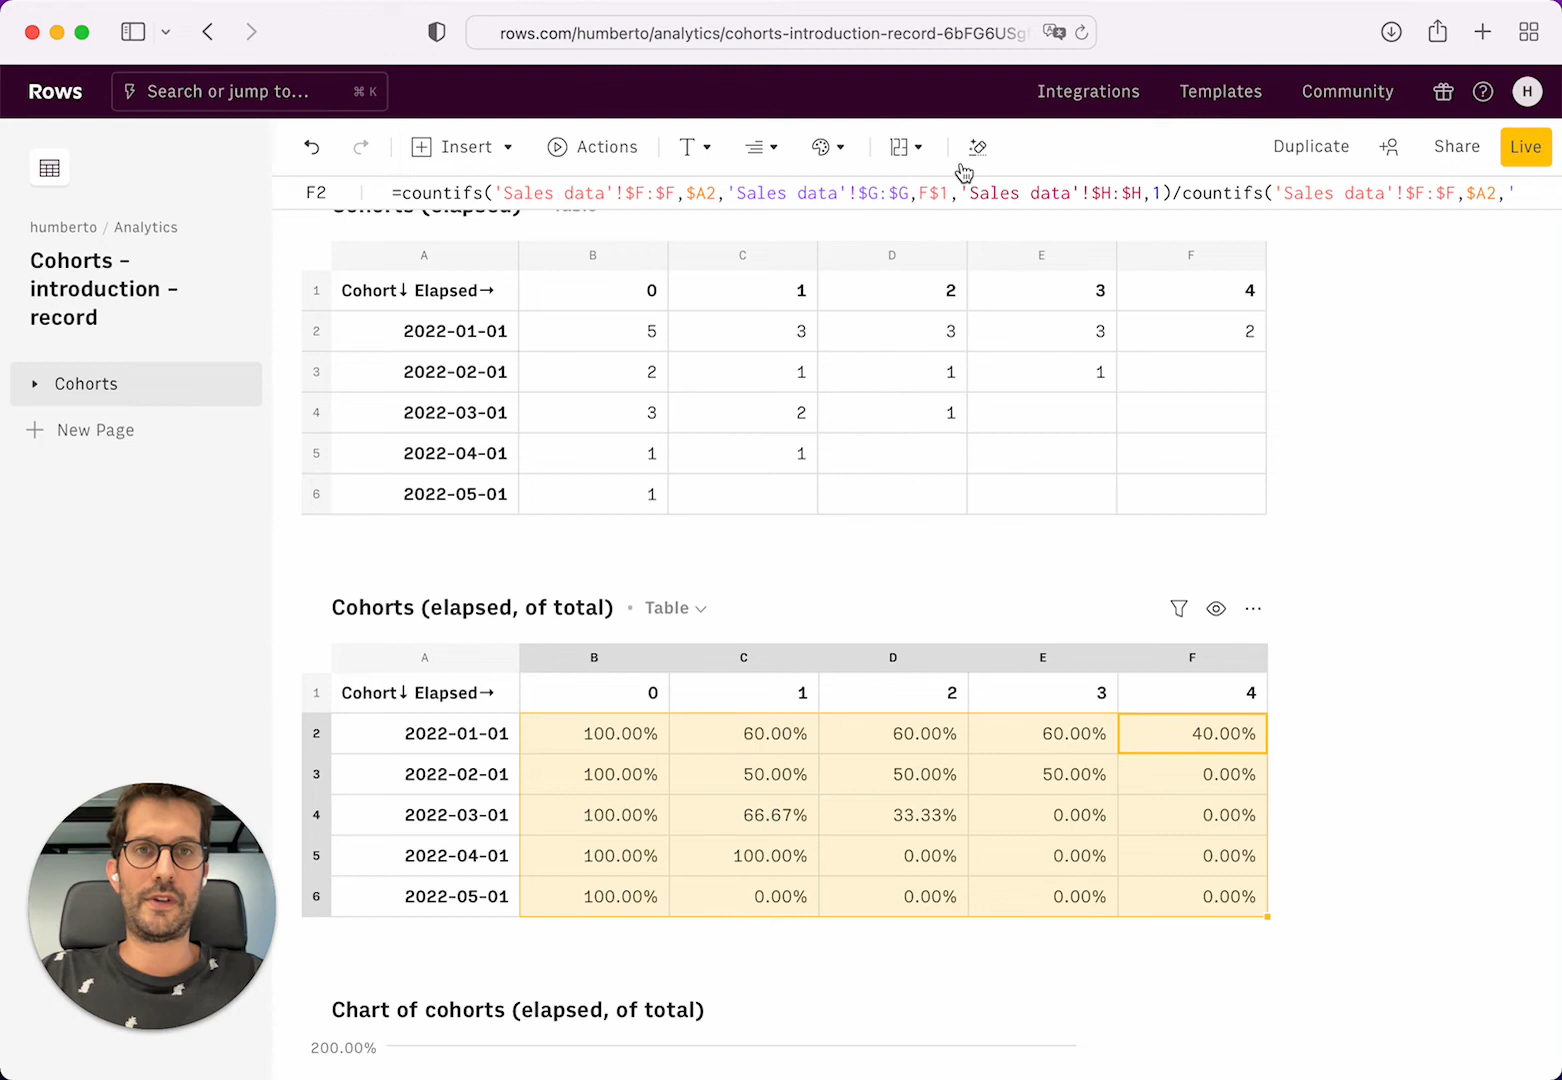 rows.com/humberto/analytics/cohorts-introduction-record-6bFG6USgf
Rows
Search or jump to...
⌘ K
Integrations
Templates
Community
H
Insert
Actions
Duplicate
Share
Live
F2
=countifs('Sales data'!$F:$F,$A2,'Sales data'!$G:$G,F$1,'Sales data'!$H:$H,1)/countifs('Sales data'!$F:$F,$A2,'
humberto / Analytics
Cohorts –
introduction –
record
Cohorts
New Page
Cohorts (elapsed)
Table
A B C D E F
1 Cohort↓ Elapsed→ 0 1 2 3 4
2 2022-01-01 5 3 3 3 2
3 2022-02-01 2 1 1 1
4 2022-03-01 3 2 1
5 2022-04-01 1 1
6 2022-05-01 1
Cohorts (elapsed, of total) • Table
A B C D E F
1 Cohort↓ Elapsed→ 0 1 2 3 4
2 2022-01-01 100.00% 60.00% 60.00% 60.00% 40.00%
3 2022-02-01 100.00% 50.00% 50.00% 50.00% 0.00%
4 2022-03-01 100.00% 66.67% 33.33% 0.00% 0.00%
5 2022-04-01 100.00% 100.00% 0.00% 0.00% 0.00%
6 2022-05-01 100.00% 0.00% 0.00% 0.00% 0.00%
Chart of cohorts (elapsed, of total)
200.00%